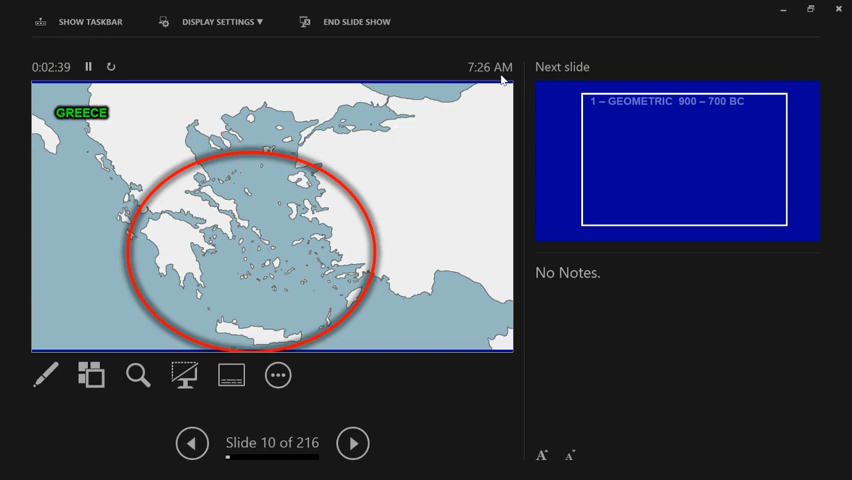 SHOW TASKBAR
DISPLAY SETTINGS ▼
END SLIDE SHOW
0:02:39
7:26 AM
Next slide
GREECE
1 – GEOMETRIC 900 – 700 BC
No Notes.
Slide 10 of 216
A A